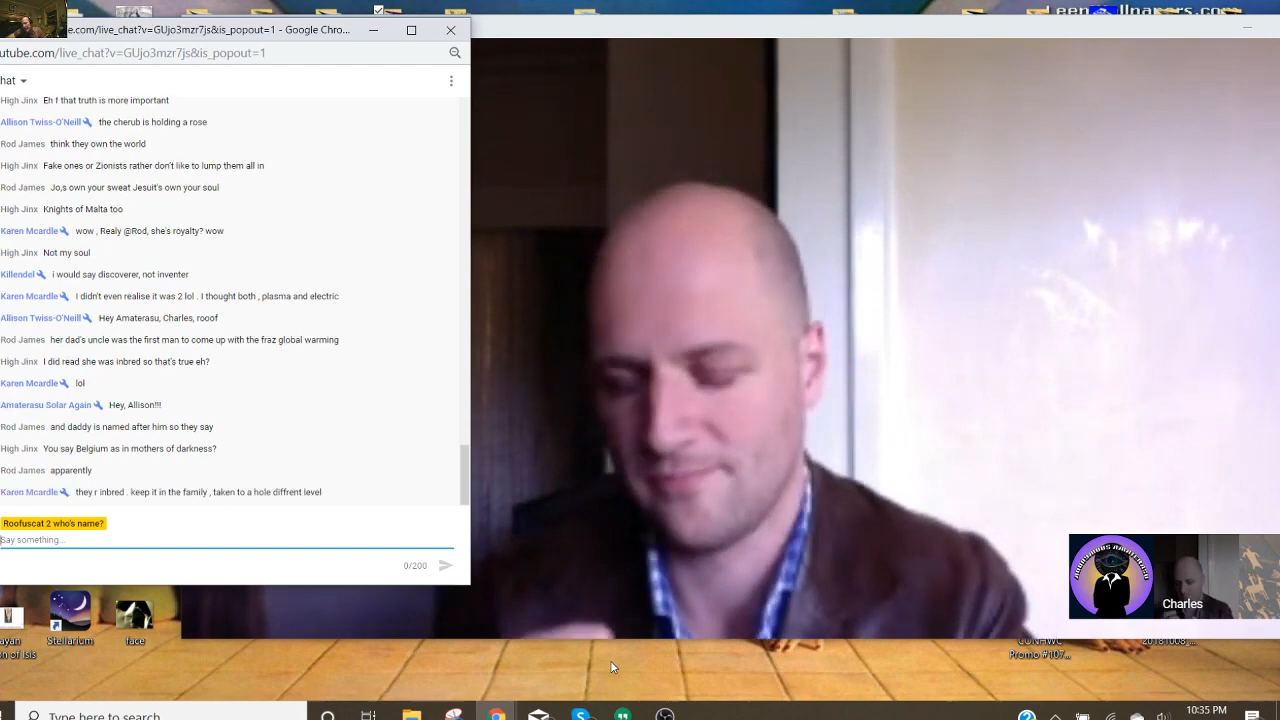 e.com/live_chat?v=GUjo3mzr7js&is_popout=1 - Google Chro...
utube.com/live_chat?v=GUjo3mzr7js&is_popout=1
hat
High Jinx Eh f that truth is more important
Allison Twiss-O'Neill the cherub is holding a rose
Rod James think they own the world
High Jinx Fake ones or Zionists rather don't like to lump them all in
Rod James Jo,s own your sweat Jesuit's own your soul
High Jinx Knights of Malta too
Karen Mcardle wow , Realy @Rod, she's royalty? wow
High Jinx Not my soul
Killendel i would say discoverer, not inventer
Karen Mcardle I didn't even realise it was 2 lol . I thought both , plasma and electric
Allison Twiss-O'Neill Hey Amaterasu, Charles, rooof
Rod James her dad's uncle was the first man to come up with the fraz global warming
High Jinx I did read she was inbred so that's true eh?
Karen Mcardle lol
Amaterasu Solar Again Hey, Allison!!!
Rod James and daddy is named after him so they say
High Jinx You say Belgium as in mothers of darkness?
Rod James apparently
Karen Mcardle they r inbred . keep it in the family , taken to a hole diffrent level
Roofuscat 2 who's name?
Say something...
0/200
Charles
ayan
on of Isis
Stellarium
face
Promo #107...
20181008_...
Type here to search
10:35 PM